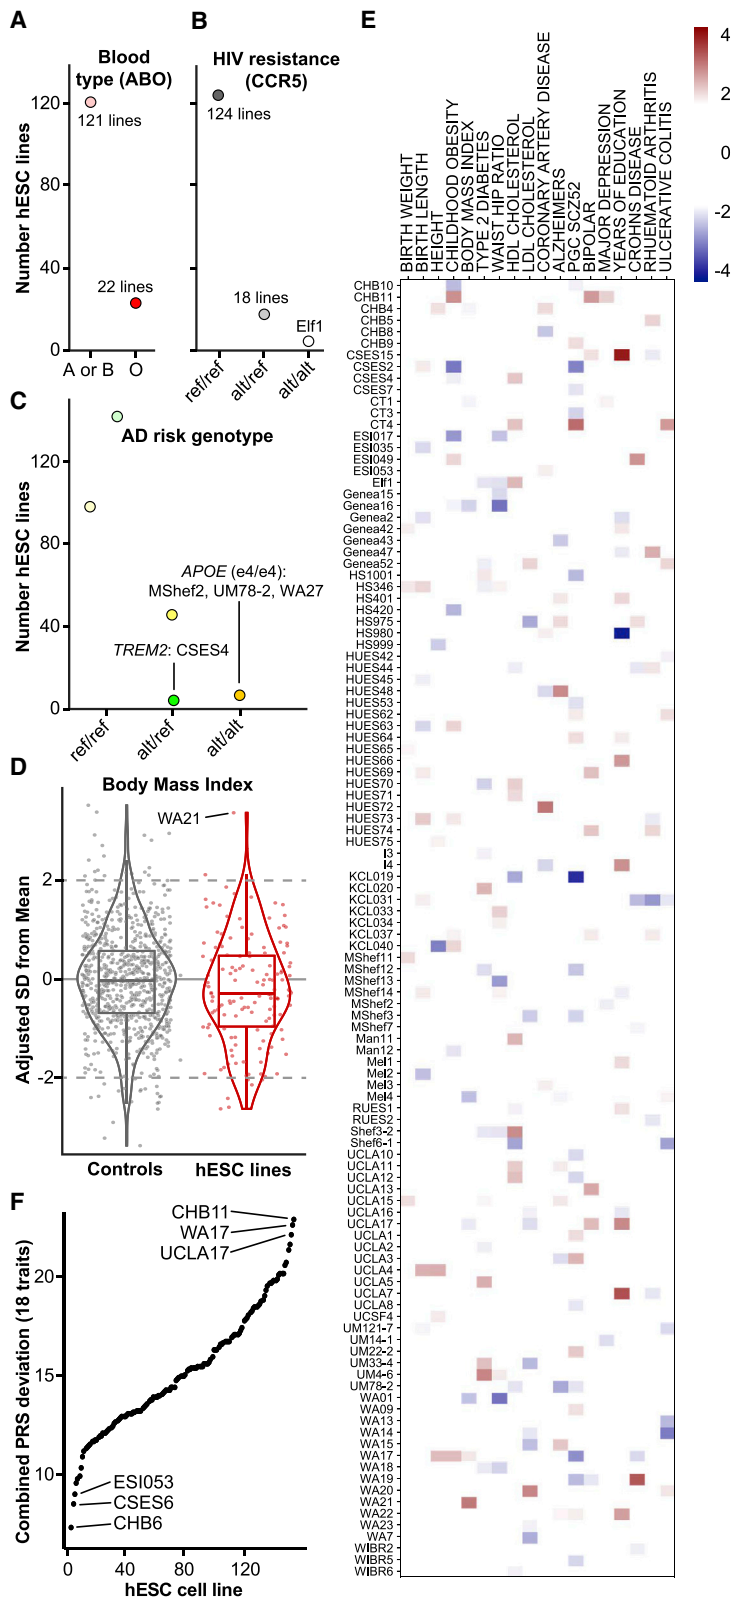 A
Blood
type (ABO)
Number hESC lines
120
80
40
0
121 lines
22 lines
A or B
O
B
HIV resistance
(CCR5)
124 lines
18 lines
Elf1
ref/ref
alt/ref
alt/alt
C
AD risk genotype
Number hESC lines
120
80
40
0
APOE (e4/e4):
MShef2, UM78-2, WA27
TREM2: CSES4
ref/ref
alt/ref
alt/alt
D
Body Mass Index
Adjusted SD from Mean
2
0
-2
WA21
Controls
hESC lines
F
Combined PRS deviation (18 traits)
20
15
10
CHB11
WA17
UCLA17
ESI053
CSES6
CHB6
0
40
80
120
hESC cell line
E
BIRTH WEIGHT
BIRTH LENGTH
HEIGHT
CHILDHOOD OBESITY
BODY MASS INDEX
TYPE 2 DIABETES
WAIST HIP RATIO
HDL CHOLESTEROL
LDL CHOLESTEROL
CORONARY ARTERY DISEASE
ALZHEIMERS
PGC SCZ52
BIPOLAR
MAJOR DEPRESSION
YEARS OF EDUCATION
CROHNS DISEASE
RHUEMATOID ARTHRITIS
ULCERATIVE COLITIS
4
2
0
-2
-4
CHB10
CHB11
CHB4
CHB5
CHB8
CHB9
CSES15
CSES2
CSES4
CSES7
CT1
CT3
CT4
ESI017
ESI035
ESI049
ESI053
Elf1
Genea15
Genea16
Genea2
Genea42
Genea43
Genea47
Genea52
HS1001
HS346
HS401
HS420
HS975
HS980
HS999
HUES42
HUES44
HUES45
HUES48
HUES53
HUES62
HUES63
HUES64
HUES65
HUES66
HUES69
HUES70
HUES71
HUES72
HUES73
HUES74
HUES75
I3
I4
KCL019
KCL020
KCL031
KCL033
KCL034
KCL037
KCL040
MShef11
MShef12
MShef13
MShef14
MShef2
MShef3
MShef7
Man11
Man12
Mel1
Mel2
Mel3
Mel4
RUES1
RUES2
Shef3-2
Shef6-1
UCLA10
UCLA11
UCLA12
UCLA13
UCLA15
UCLA16
UCLA17
UCLA1
UCLA2
UCLA3
UCLA4
UCLA5
UCLA7
UCLA8
UCSF4
UM121-7
UM14-1
UM22-2
UM33-4
UM4-6
UM78-2
WA01
WA09
WA13
WA14
WA15
WA17
WA18
WA19
WA20
WA21
WA22
WA23
WA7
WIBR2
WIBR5
WIBR6